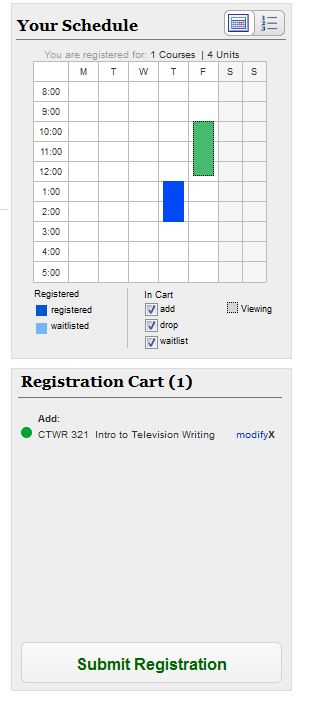 Your Schedule
You are registered for: 1 Courses | 4 Units
M T W T F S S
8:00
9:00
10:00
11:00
12:00
1:00
2:00
3:00
4:00
5:00
Registered
registered
waitlisted
In Cart
add
drop
waitlist
Viewing
Registration Cart (1)
Add:
CTWR 321 Intro to Television Writing modifyX
Submit Registration